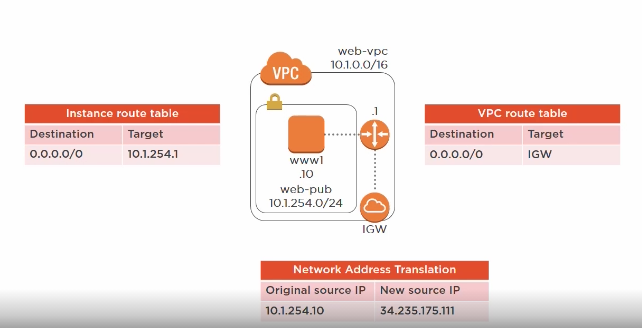 web-vpc
10.1.0.0/16
VPC
Instance route table
Destination Target
0.0.0.0/0 10.1.254.1
.1
www1
.10
web-pub
10.1.254.0/24
IGW
VPC route table
Destination Target
0.0.0.0/0 IGW
Network Address Translation
Original source IP New source IP
10.1.254.10 34.235.175.111